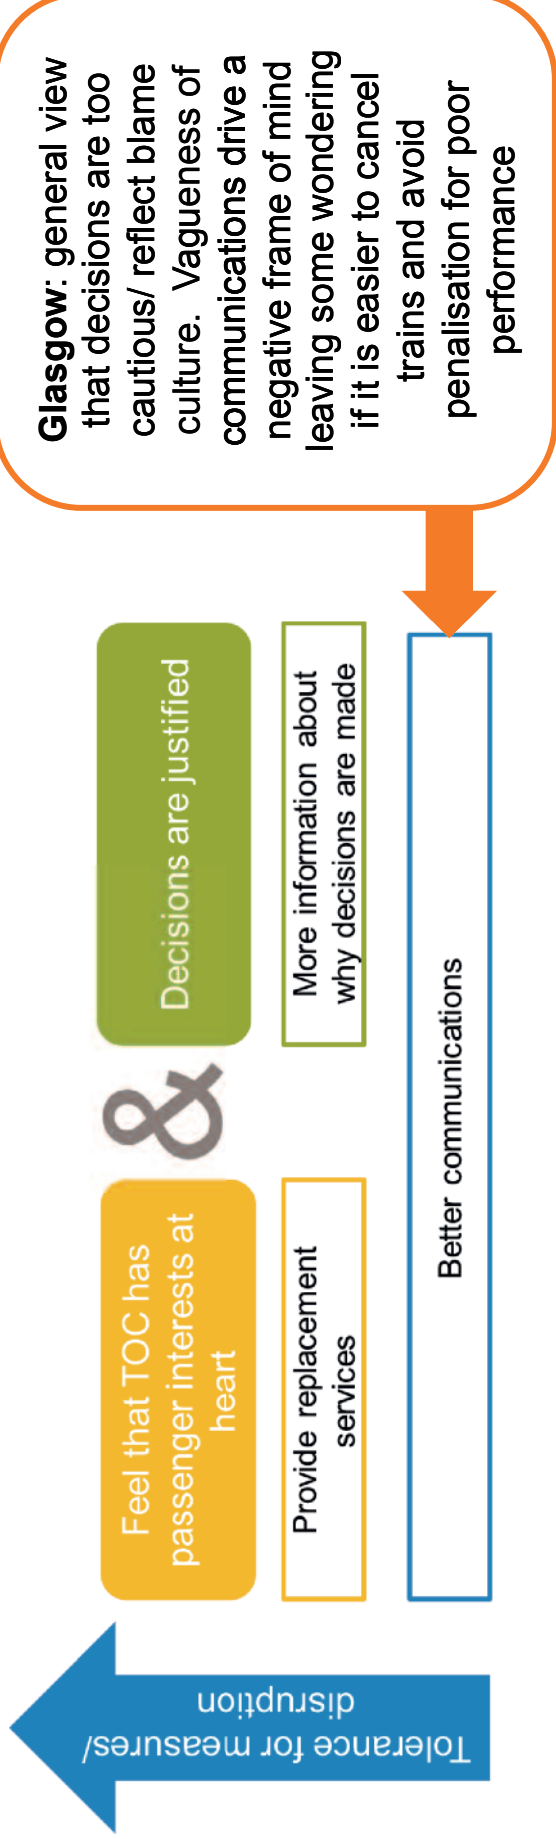 Tolerance for measures/
disruption
Feel that TOC has
passenger interests at
heart
&
Decisions are justified
Provide replacement
services
More information about
why decisions are made
Better communications
Glasgow: general view
that decisions are too
cautious/ reflect blame
culture. Vagueness of
communications drive a
negative frame of mind
leaving some wondering
if it is easier to cancel
trains and avoid
penalisation for poor
performance